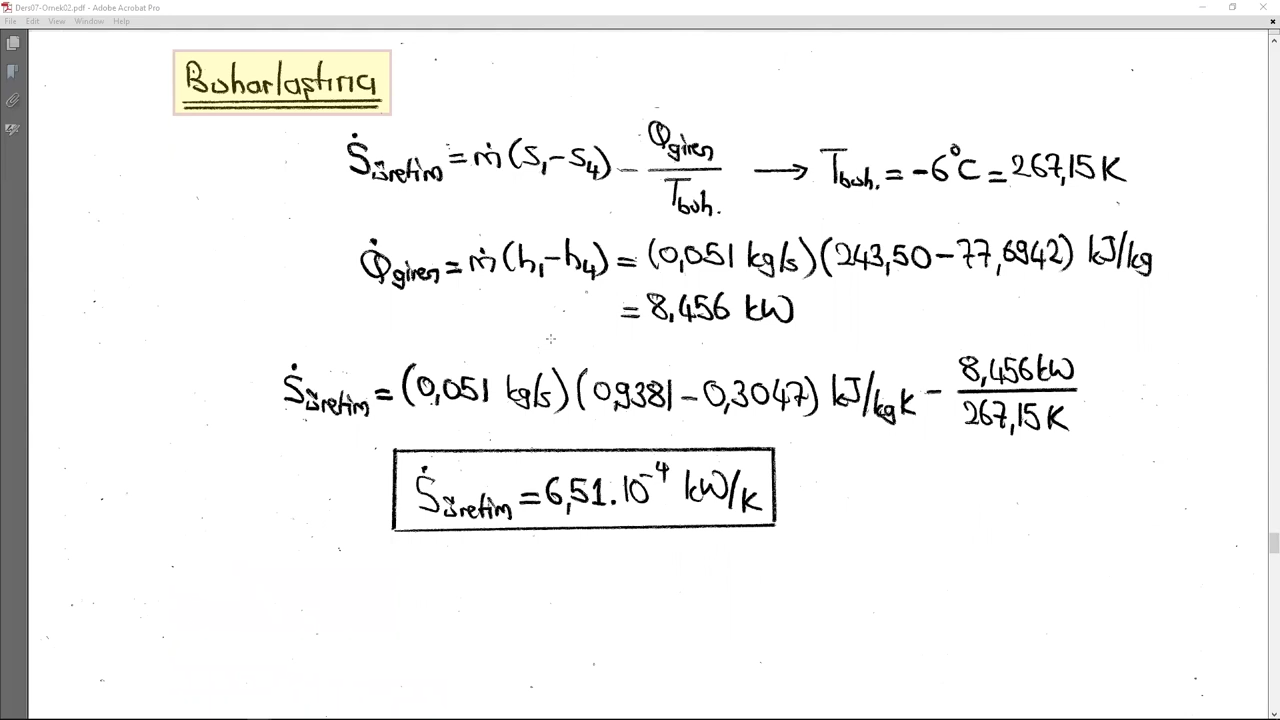 Ders07-Ornek02.pdf - Adobe Acrobat Pro
File Edit View Window Help
Buharlaştırıcı
Ṡüretim = ṁ(s₁-s₄) - Q̇giren/Tbuh. → Tbuh. = -6°C = 267,15 K
Q̇giren = ṁ(h₁-h₄) = (0,051 kg/s)(243,50-77,6942) kJ/kg
= 8,456 kW
Ṡüretim = (0,051 kg/s)(0,9381-0,3047) kJ/kgK - 8,456 kW/267,15 K
Ṡüretim = 6,51.10⁻⁴ kW/K